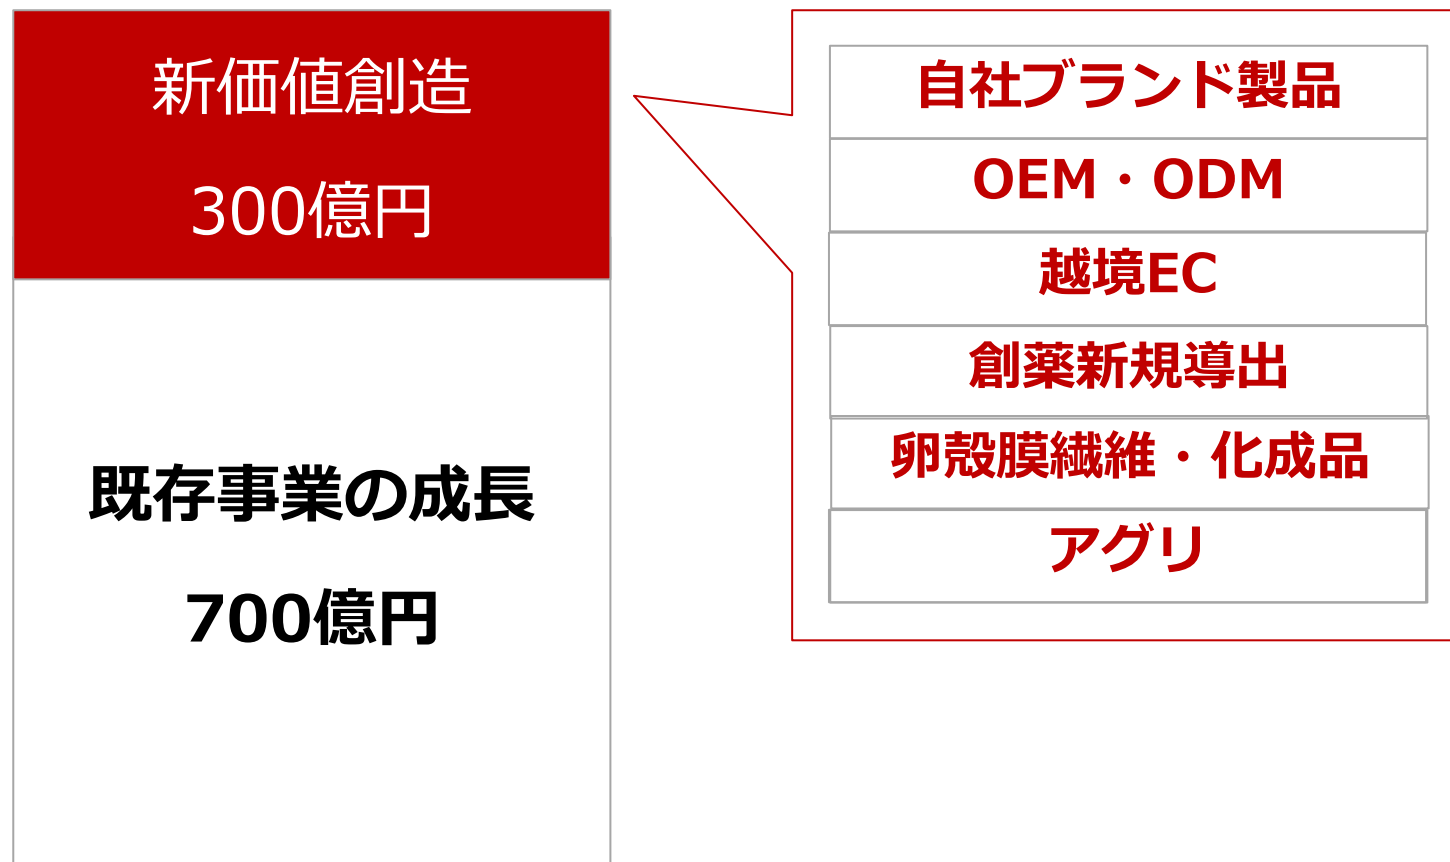 新価値創造
300億円
既存事業の成長
700億円
自社ブランド製品
OEM・ODM
越境EC
創薬新規導出
卵殻膜繊維・化成品
アグリ